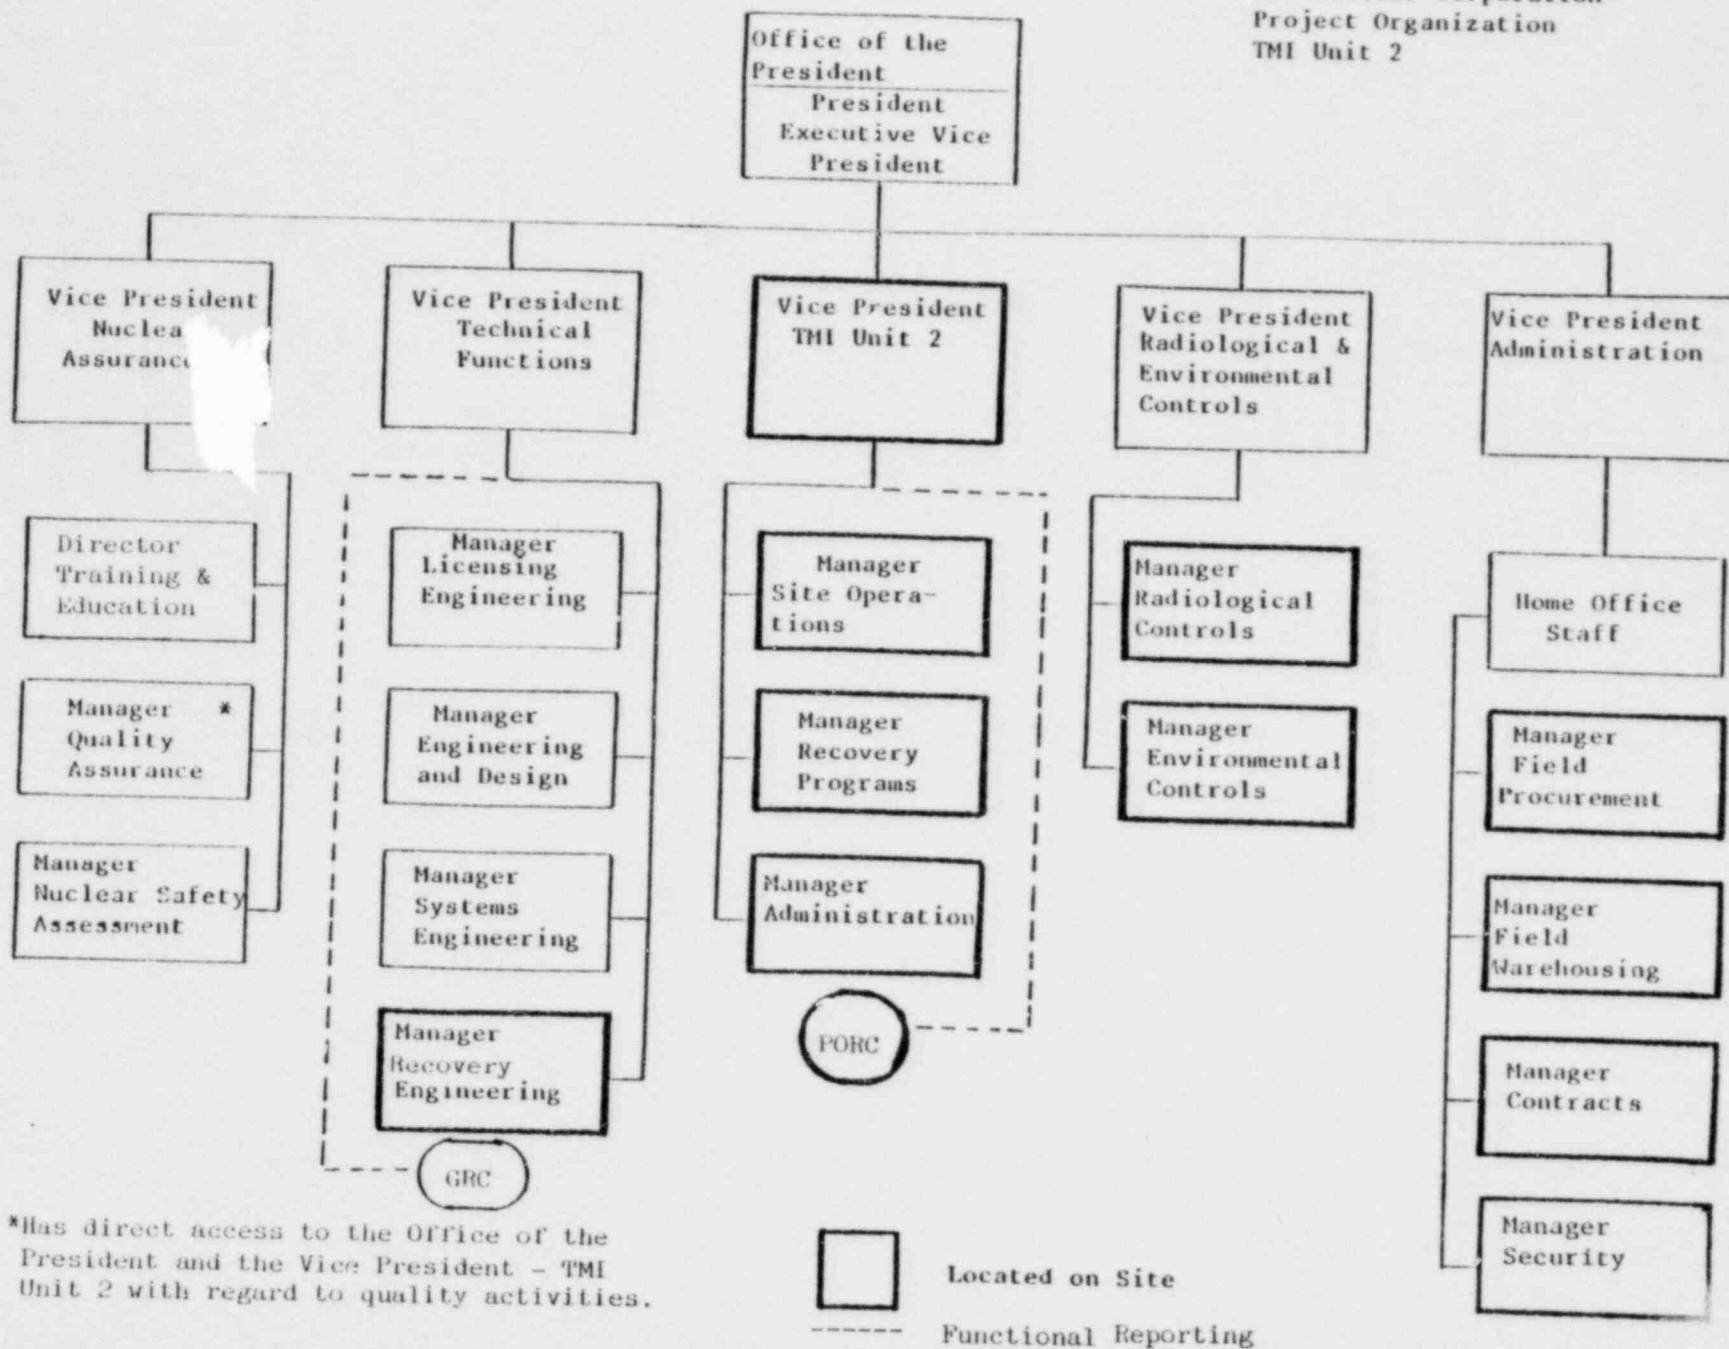 Project Organization
TMI Unit 2
Office of the
President
President
Executive Vice
President
Vice President
Assurance
Vice President
Technical
Functions
Vice President
TMI Unit 2
Vice President
Radiological &
Environmental
Controls
Vice President
Administration
Director
Training &
Education
Manager *
Quality
Assurance
Manager
Nuclear Safety
Assessment
Manager
Licensing
Engineering
Manager
Engineering
and Design
Manager
Systems
Engineering
Manager
Recovery
Engineering
GRC
Manager
Site Opera-
tions
Manager
Recovery
Programs
Manager
Administration
PORC
Manager
Radiological
Controls
Manager
Environmental
Controls
Home Office
Staff
Manager
Field
Procurement
Manager
Field
Warehousing
Manager
Contracts
Manager
Security
*Has direct access to the Office of the
President and the Vice President - TMI
Unit 2 with regard to quality activities.
Located on Site
Functional Reporting